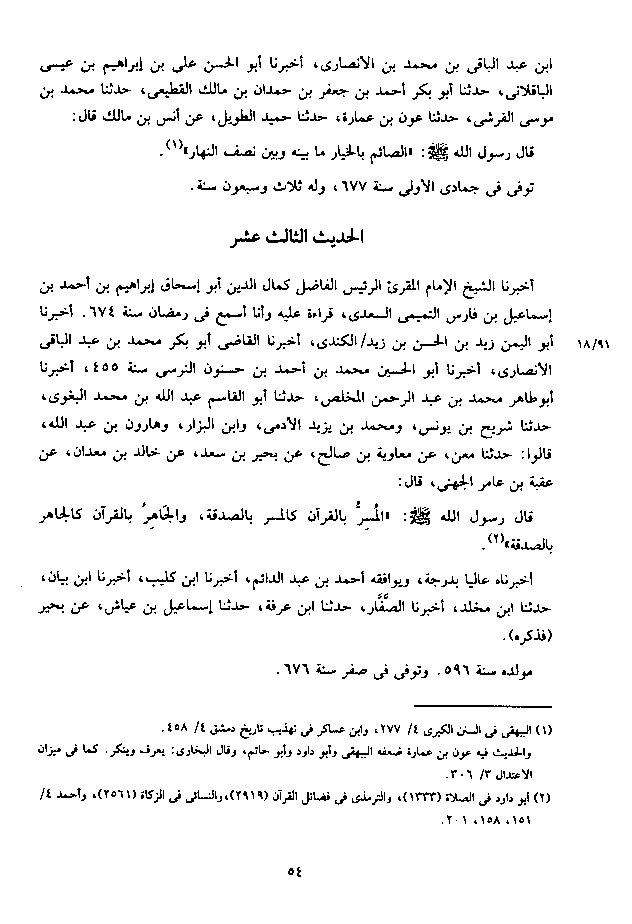 ابن عبد الباقي بن محمد بن الأنصارى، أخبرنا أبو الحسن على بن إبراهيم بن عيسى
الباقلانى، حدثنا أبو بكر أحمد بن جعفر بن حمدان بن مالك القطيعى، حدثنا محمد بن
موسى القرشى، حدثنا عون بن عمارة، حدثنا حميد الطويل، عن أنس بن مالك قال:
قال رسول الله ﷺ: «الصائم بالخيار ما بينه وبين نصف النهار»(١).
توفى فى جمادى الأولى سنة ٦٧٧، وله ثلاث وسبعون سنة.
الحديث الثالث عشر
أخبرنا الشيخ الإمام المقرئ الرئيس الفاضل كمال الدين أبو إسحاق إبراهيم بن أحمد بن
إسماعيل بن فارس التميمى السعدى، قراءة عليه وأنا أسمع فى رمضان سنة ٦٧٤. أخبرنا
أبو اليمن زيد بن الحسن بن زيد/الكندى، أخبرنا القاضى أبو بكر محمد بن عبد الباقى
١٨/٩١
الأنصارى، أخبرنا أبو الحسين محمد بن أحمد بن حسنون النرسى سنة ٤٥٥، أخبرنا
أبوطاهر محمد بن عبد الرحمن المخلص، حدثنا أبو القاسم عبد الله بن محمد البغوى،
حدثنا شريح بن يونس، ومحمد بن يزيد الأدمى، وابن البزار، وهارون بن عبد الله،
قالوا: حدثنا معن، عن معاوية بن صالح، عن بحير بن سعد، عن خالد بن معدان، عن
عقبة بن عامر الجهنى، قال:
قال رسول الله ﷺ: «المُسِرُّ بالقرآن كالمسر بالصدقة، والجَاهِرُ بالقرآن كالجاهر
بالصدقة»(٢).
أخبرناه عاليا بدرجة، ويوافقه أحمد بن عبد الدائم، أخبرنا ابن كليب، أخبرنا ابن بيان،
حدثنا ابن مخلد، أخبرنا الصَّفَّار، حدثنا ابن عرفة، حدثنا إسماعيل بن عياش، عن بحير
(فذكره).
مولده سنة ٥٩٦. وتوفى فى صفر سنة ٦٧٦.
(١) البيهقى فى السنن الكبرى ٤/ ٢٧٧، وابن عساكر فى تهذيب تاريخ دمشق ٤/ ٤٥٨.
والحديث فيه عون بن عمارة ضعفه البيهقى وأبو داود وأبو حاتم، وقال البخارى: يعرف وينكر. كما فى ميزان
الاعتدال ٣/ ٣٠٦.
(٢) أبو داود فى الصلاة (١٣٣٣)، والترمذى فى فضائل القرآن (٢٩١٩)،والنسائى فى الزكاة (٢٥٦١)، وأحمد ٤/
١٥١، ١٥٨، ٢٠١.
٥٤